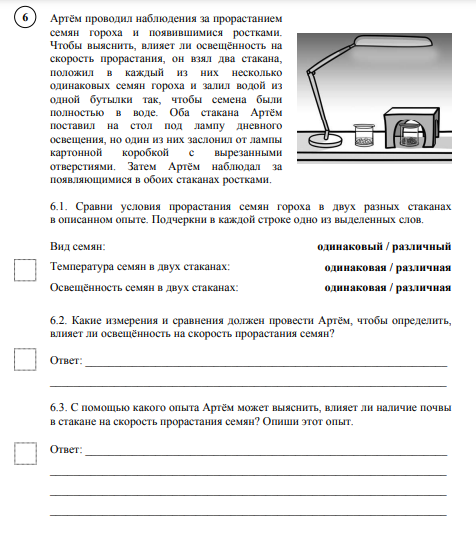 6
Артём проводил наблюдения за прорастанием
семян гороха и появившимися ростками.
Чтобы выяснить, влияет ли освещённость на
скорость прорастания, он взял два стакана,
положил в каждый из них несколько
одинаковых семян гороха и залил водой из
одной бутылки так, чтобы семена были
полностью в воде. Оба стакана Артём
поставил на стол под лампу дневного
освещения, но один из них заслонил от лампы
картонной коробкой с вырезанными
отверстиями. Затем Артём наблюдал за
появляющимися в обоих стаканах ростками.
6.1. Сравни условия прорастания семян гороха в двух разных стаканах
в описанном опыте. Подчеркни в каждой строке одно из выделенных слов.
Вид семян: одинаковый / различный
Температура семян в двух стаканах: одинаковая / различная
Освещённость семян в двух стаканах: одинаковая / различная
6.2. Какие измерения и сравнения должен провести Артём, чтобы определить,
влияет ли освещённость на скорость прорастания семян?
Ответ:
6.3. С помощью какого опыта Артём может выяснить, влияет ли наличие почвы
в стакане на скорость прорастания семян? Опиши этот опыт.
Ответ: